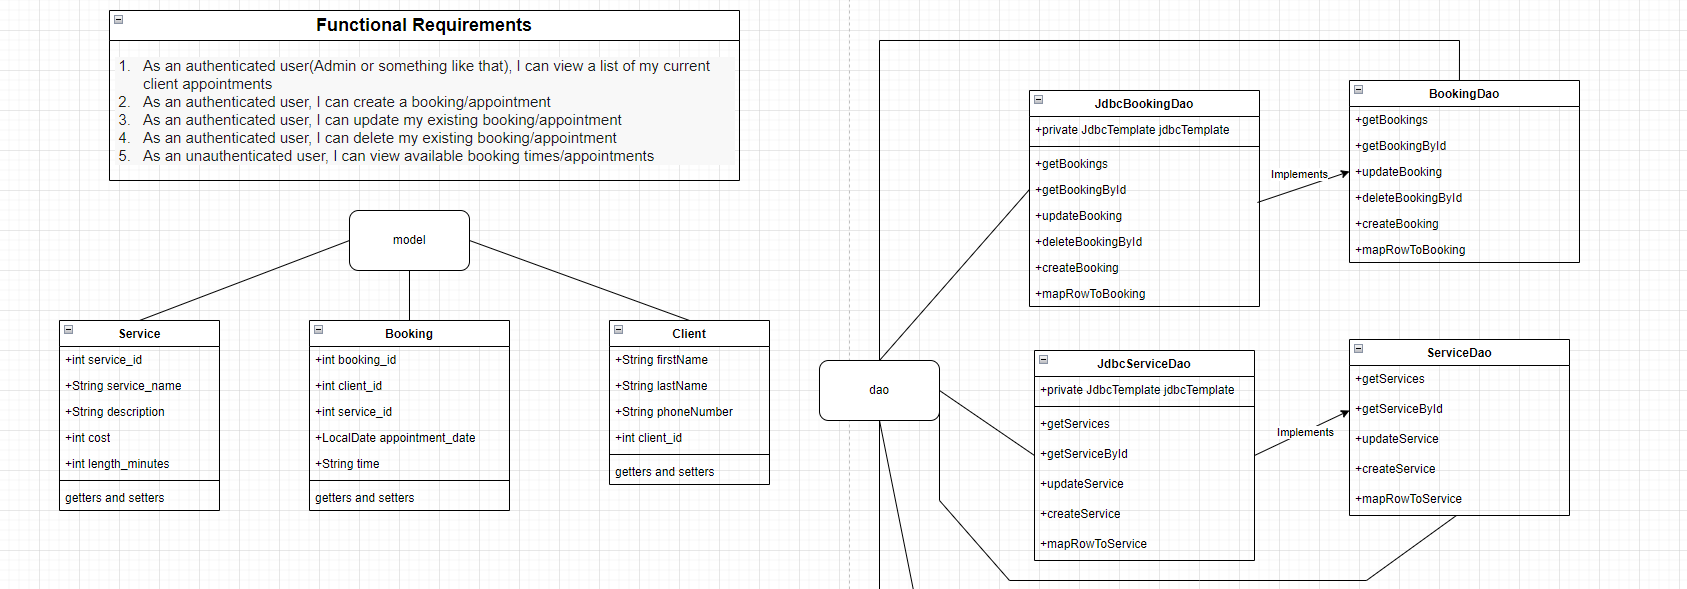 Functional Requirements
1. As an authenticated user(Admin or something like that), I can view a list of my current
client appointments
2. As an authenticated user, I can create a booking/appointment
3. As an authenticated user, I can update my existing booking/appointment
4. As an authenticated user, I can delete my existing booking/appointment
5. As an unauthenticated user, I can view available booking times/appointments
model
Service
+int service_id
+String service_name
+String description
+int cost
+int length_minutes
getters and setters
Booking
+int booking_id
+int client_id
+int service_id
+LocalDate appointment_date
+String time
getters and setters
Client
+String firstName
+String lastName
+String phoneNumber
+int client_id
getters and setters
dao
JdbcBookingDao
+private JdbcTemplate jdbcTemplate
+getBookings
+getBookingById
+updateBooking
+deleteBookingById
+createBooking
+mapRowToBooking
Implements
BookingDao
+getBookings
+getBookingById
+updateBooking
+deleteBookingById
+createBooking
+mapRowToBooking
JdbcServiceDao
+private JdbcTemplate jdbcTemplate
+getServices
+getServiceById
+updateService
+createService
+mapRowToService
Implements
ServiceDao
+getServices
+getServiceById
+updateService
+createService
+mapRowToService